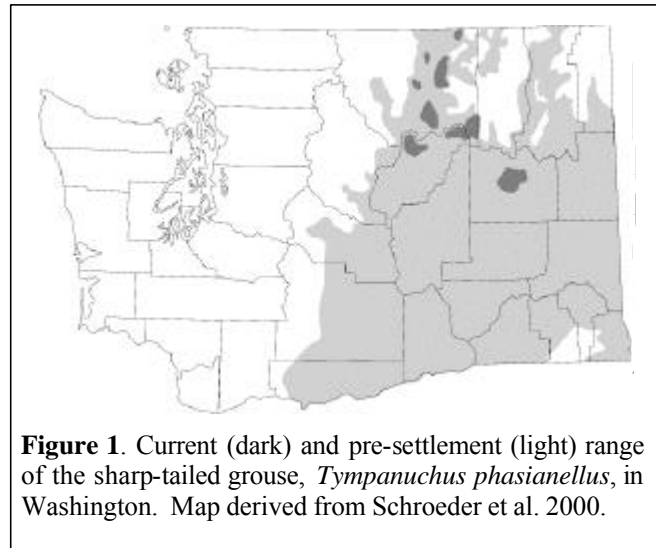 Figure 1. Current (dark) and pre-settlement (light) range
of the sharp-tailed grouse, Tympanuchus phasianellus, in
Washington. Map derived from Schroeder et al. 2000.